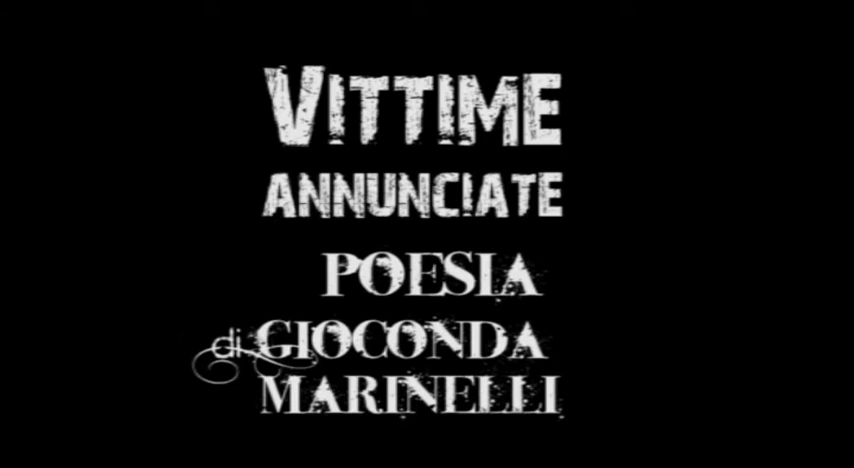 VITTIME
ANNUNCIATE
POESIA
di GIOCONDA
MARINELLI